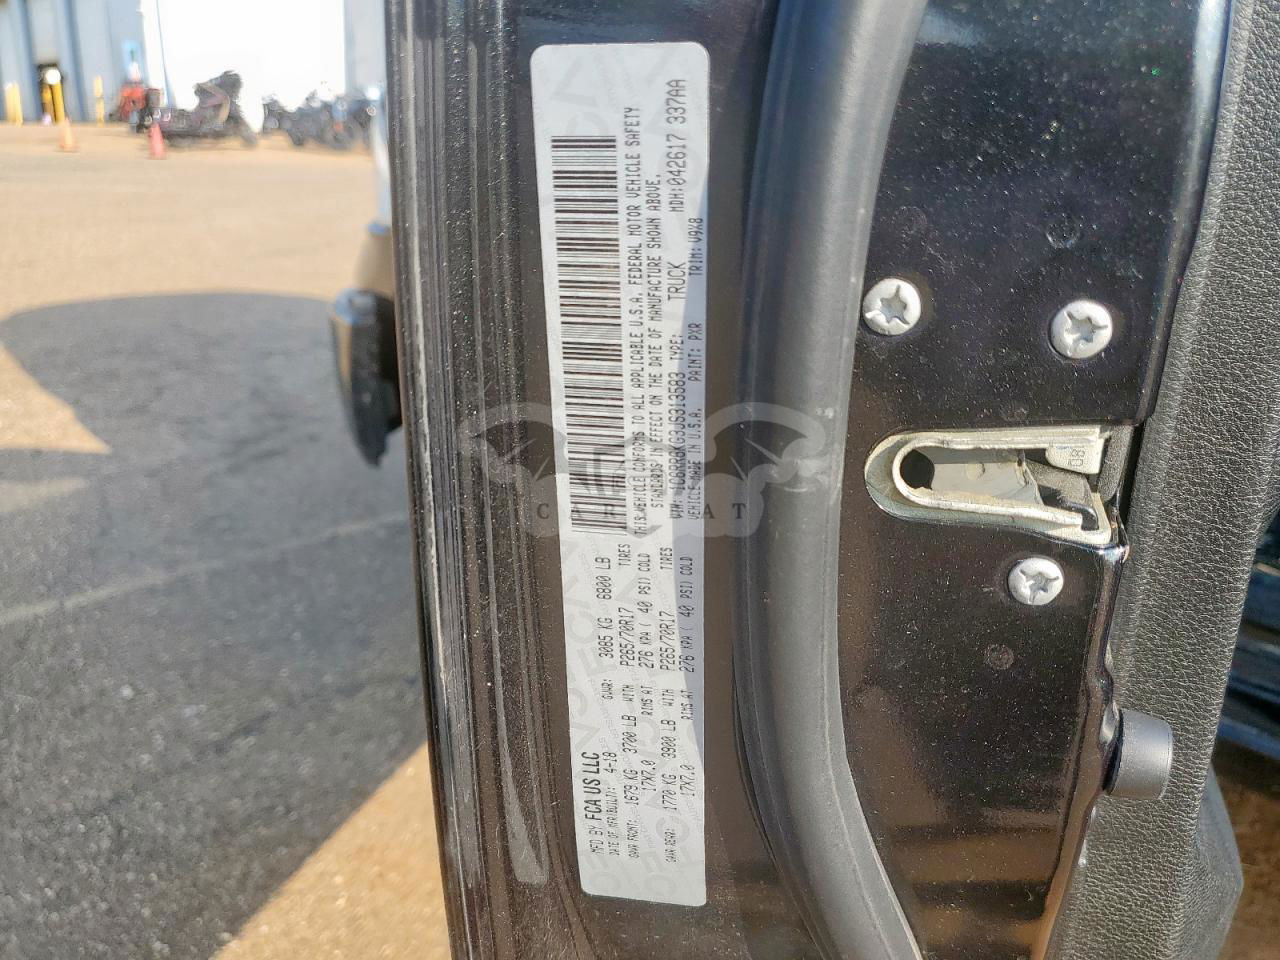 MFD BY FCA US LLC
DATE OF MFR: 4-18 GVWR: 3085 KG 6800 LB
GAWR FRONT: 1679 KG 3700 LB WITH P265/70R17 TIRES
17X7.0 RIMS AT 276 KPA ( 40 PSI) COLD
GAWR REAR: 1770 KG 3900 LB WITH P265/70R17 TIRES
17X7.0 RIMS AT 276 KPA ( 40 PSI) COLD
THIS VEHICLE CONFORMS TO ALL APPLICABLE U.S.A. FEDERAL MOTOR VEHICLE SAFETY
STANDARDS IN EFFECT ON THE DATE OF MANUFACTURE SHOWN ABOVE.
VIN: 1C6RR6KG3JS313583 TYPE: TRUCK MDH:042617 337AA
VEHICLE MADE IN U.S.A. PAINT: PXR TRIM: V9X8
08